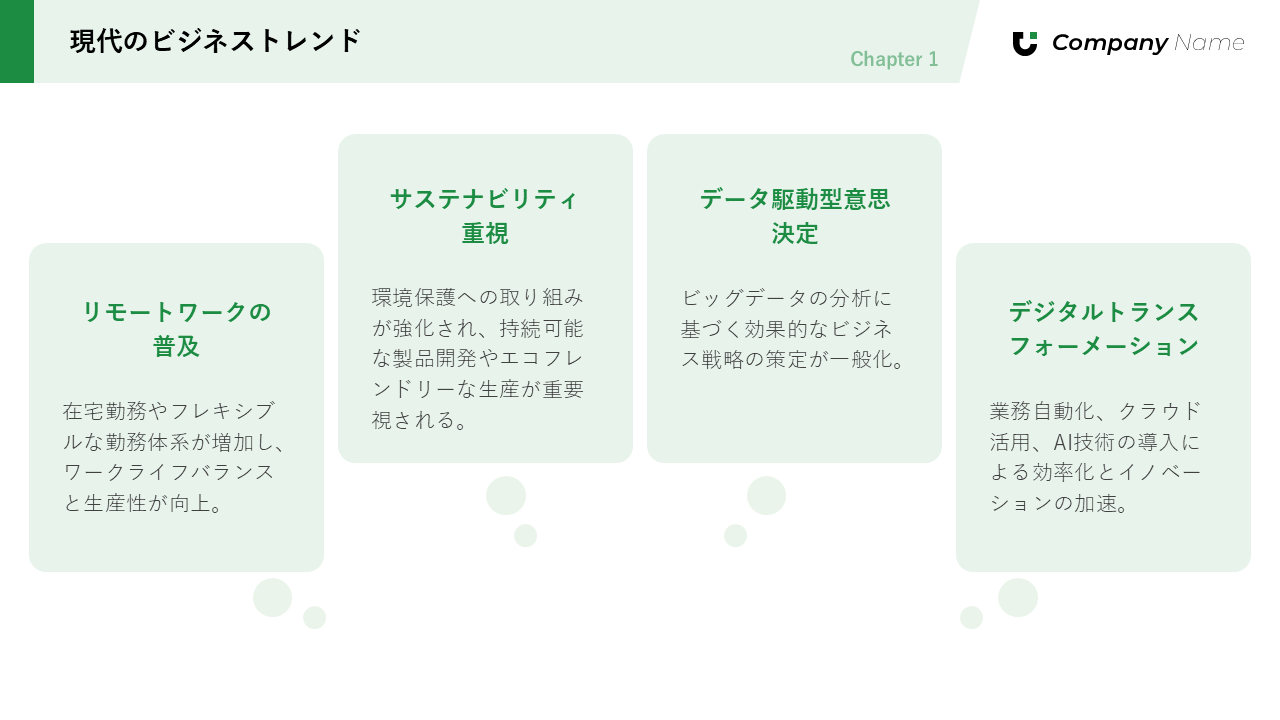 現代のビジネストレンド
Chapter 1
Company Name
リモートワークの
普及
在宅勤務やフレキシブ
ルな勤務体系が増加し、
ワークライフバランス
と生産性が向上。
サステナビリティ
重視
環境保護への取り組み
が強化され、持続可能
な製品開発やエコフレ
ンドリーな生産が重要
視される。
データ駆動型意思
決定
ビッグデータの分析に
基づく効果的なビジネ
ス戦略の策定が一般化。
デジタルトランス
フォーメーション
業務自動化、クラウド
活用、AI技術の導入に
よる効率化とイノベー
ションの加速。